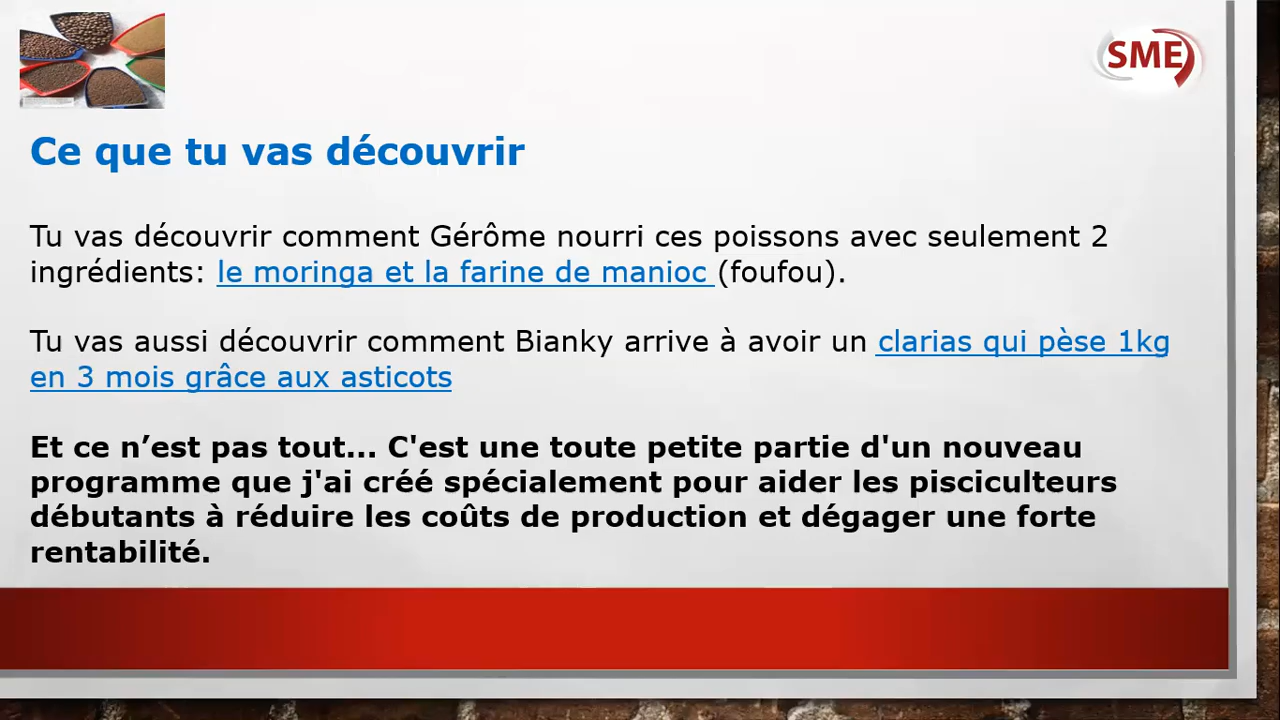 SME
Ce que tu vas découvrir
Tu vas découvrir comment Gérôme nourri ces poissons avec seulement 2
ingrédients: le moringa et la farine de manioc (foufou).
Tu vas aussi découvrir comment Bianky arrive à avoir un clarias qui pèse 1kg
en 3 mois grâce aux asticots
Et ce n’est pas tout... C'est une toute petite partie d'un nouveau
programme que j'ai créé spécialement pour aider les pisciculteurs
débutants à réduire les coûts de production et dégager une forte
rentabilité.